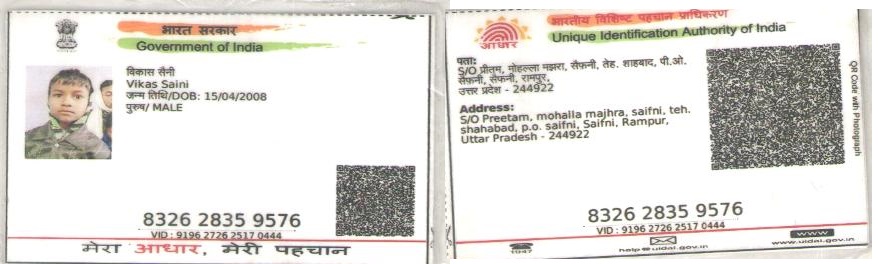 भारत सरकार
Government of India
विकास सैनी
Vikas Saini
जन्म तिथि/DOB: 15/04/2008
पुरुष/ MALE
8326 2835 9576
VID : 9196 2726 2517 0444
मेरा आधार, मेरी पहचान
भारतीय विशिष्ट पहचान प्राधिकरण
Unique Identification Authority of India
आधार
पता:
S/O प्रीतम, मोहल्ला मझरा, सैफनी, तेह. शाहबाद, पी.ओ.
सैफनी, सैफनी, रामपुर,
उत्तर प्रदेश - 244922
Address:
S/O Preetam, mohalla majhra, saifni, teh.
shahabad, p.o. saifni, Saifni, Rampur,
Uttar Pradesh - 244922
QR Code with Photograph
8326 2835 9576
VID : 9196 2726 2517 0444
1947
help@uidai.gov.in
www
www.uidai.gov.in